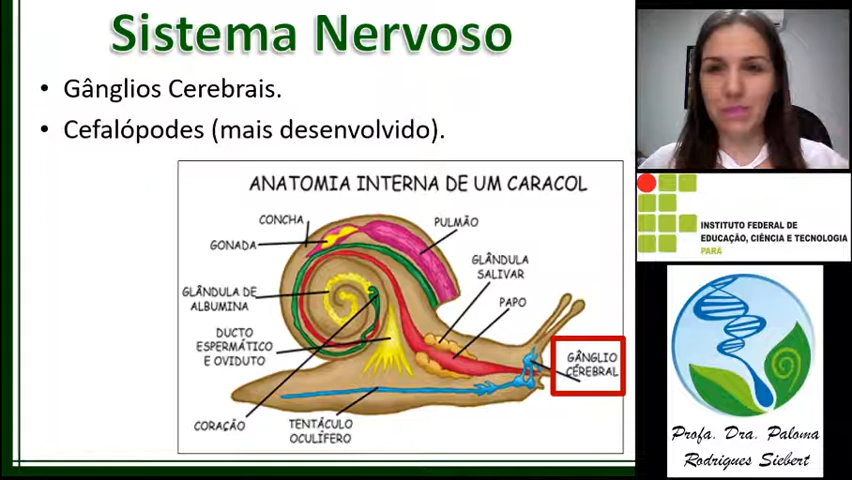 Sistema Nervoso
• Gânglios Cerebrais.
• Cefalópodes (mais desenvolvido).
ANATOMIA INTERNA DE UM CARACOL
CONCHA
PULMÃO
GONADA
GLÂNDULA
SALIVAR
GLÂNDULA DE
ALBUMINA
PAPO
DUCTO
ESPERMÁTICO
E OVIDUTO
GÂNGLIO
CÉREBRAL
CORAÇÃO
TENTÁCULO
OCULÍFERO
INSTITUTO FEDERAL DE
EDUCAÇÃO, CIÊNCIA E TECNOLOGIA
PARÁ
Profa. Dra. Paloma
Rodrigues Siebert